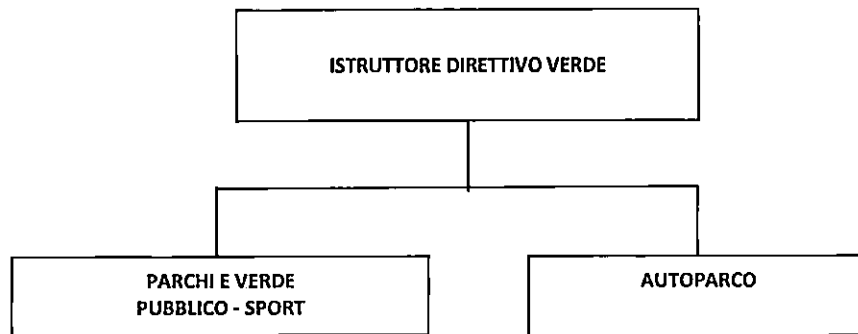 ISTRUTTORE DIRETTIVO VERDE
PARCHI E VERDE
PUBBLICO - SPORT
AUTOPARCO